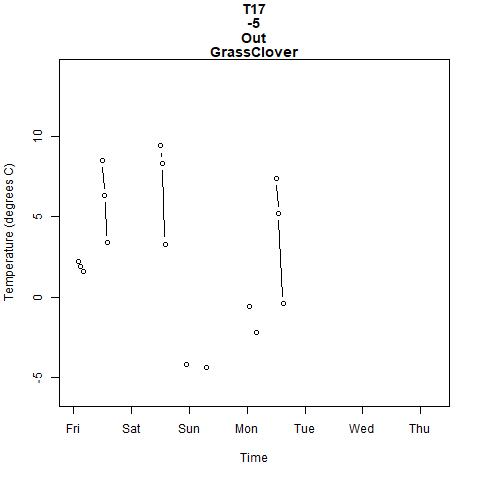 T17
-5
Out
GrassClover
Temperature (degrees C)
10
5
0
-5
Fri Sat Sun Mon Tue Wed Thu
Time